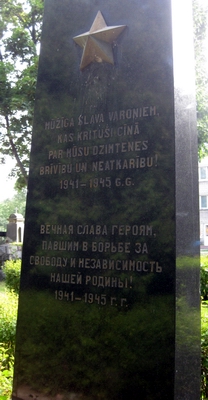 MŪŽĪGA SLAVA VAROŅIEM,
KAS KRITUŠI CĪŅĀ
PAR MŪSU DZIMTENES
BRĪVĪBU UN NEATKARĪBU!
1941-1945 G.G.
ВЕЧНАЯ СЛАВА ГЕРОЯМ,
ПАВШИМ В БОРЬБЕ ЗА
СВОБОДУ И НЕЗАВИСИМОСТЬ
НАШЕЙ РОДИНЫ!
1941-1945 Г.Г.